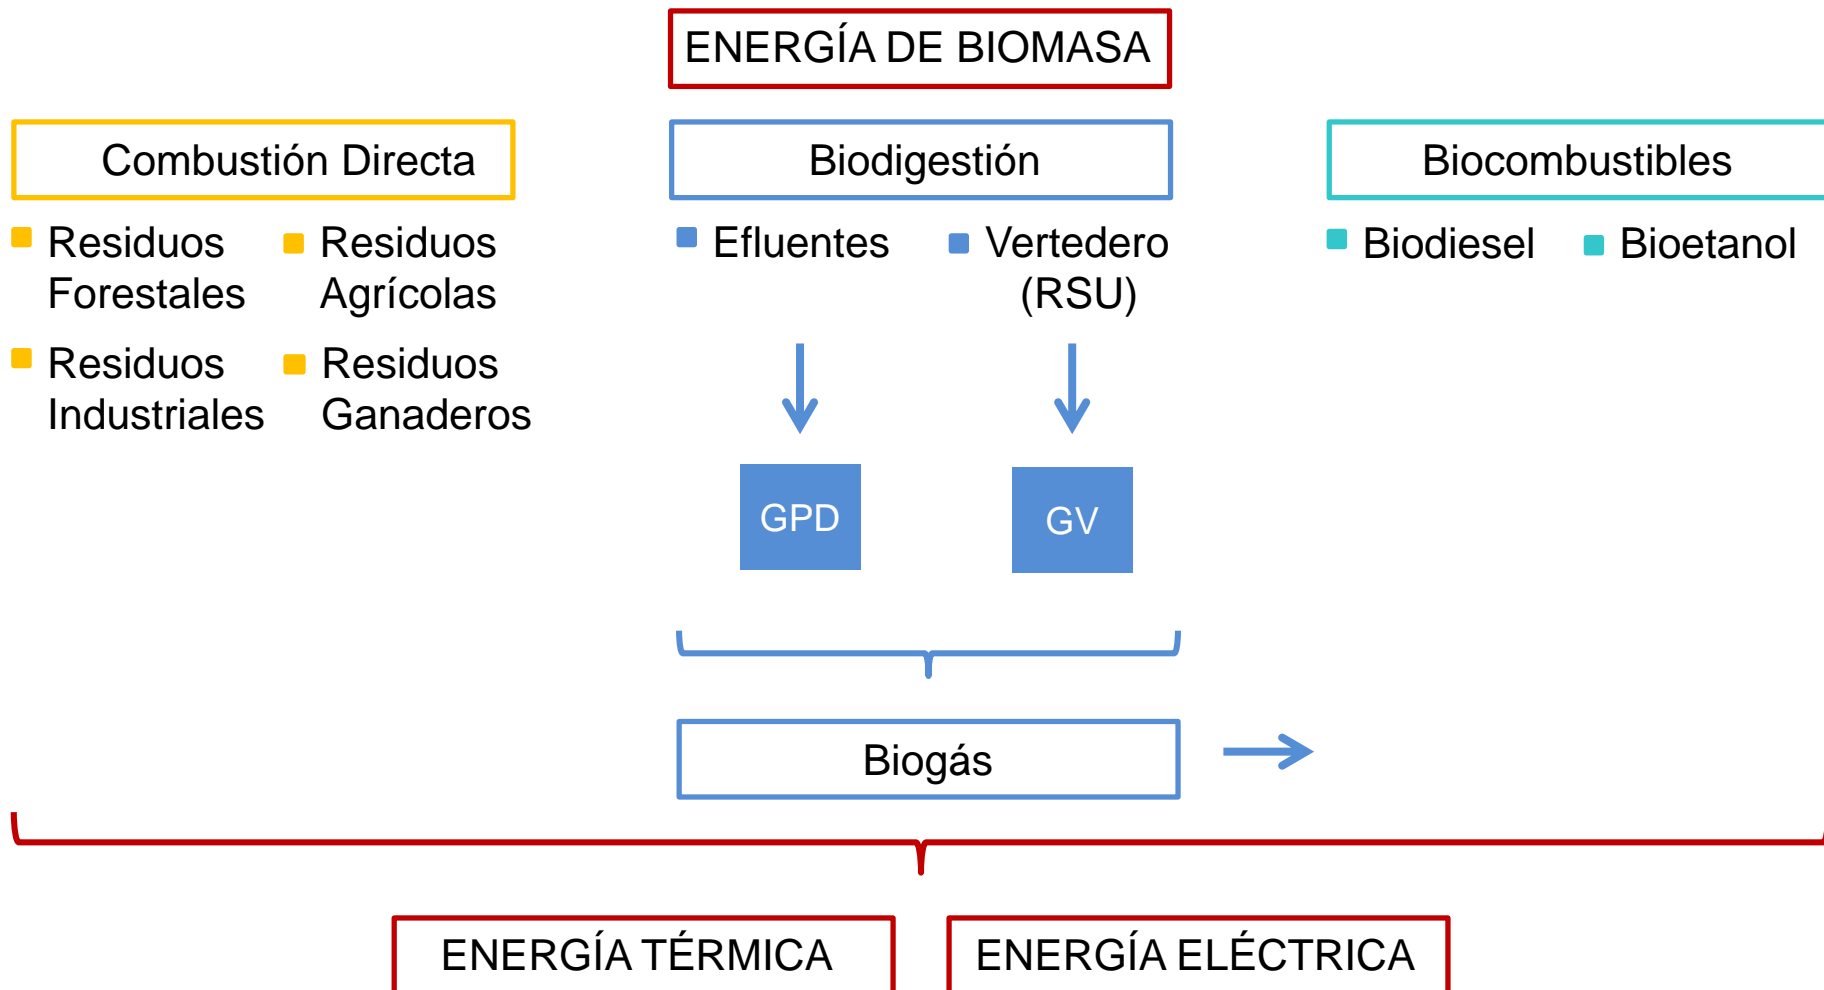 ENERGÍA DE BIOMASA
Combustión Directa
Residuos
Forestales
Residuos
Agrícolas
Residuos
Industriales
Residuos
Ganaderos
Biodigestión
Efluentes
Vertedero
(RSU)
GPD
GV
Biogás
Biocombustibles
Biodiesel
Bioetanol
ENERGÍA TÉRMICA
ENERGÍA ELÉCTRICA